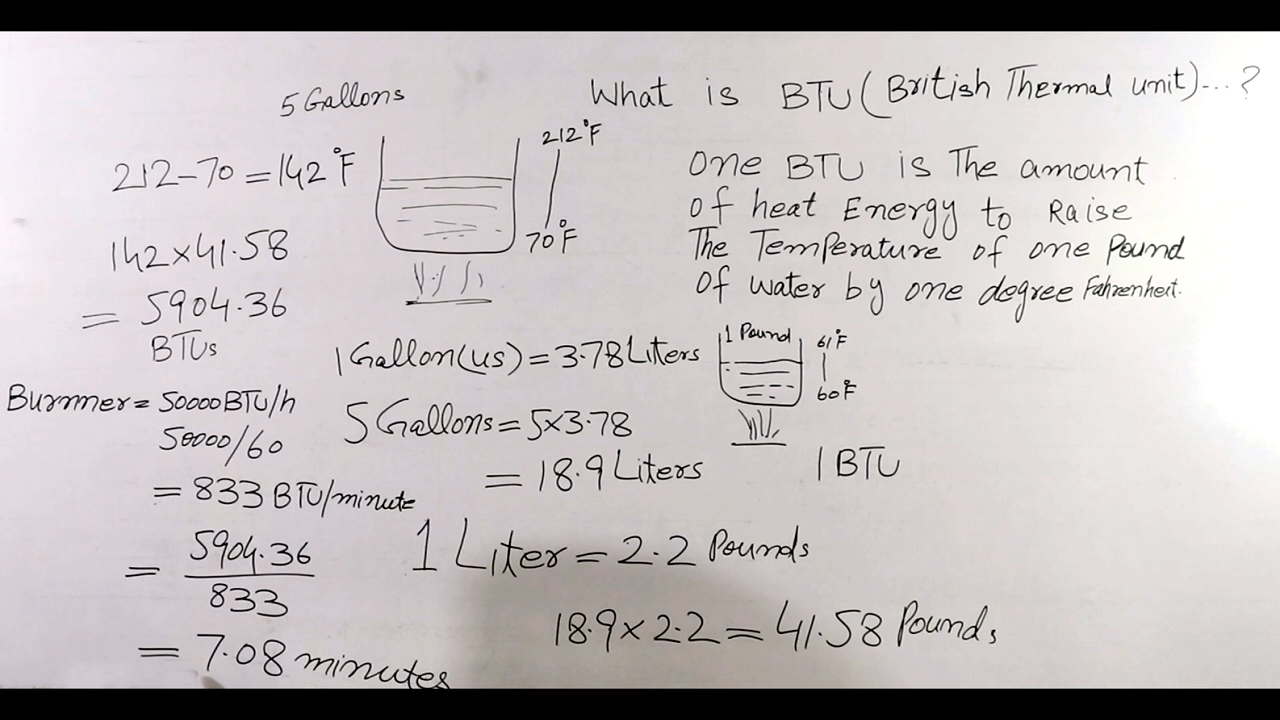 What is BTU (British Thermal unit)...?
One BTU is The amount
Of heat Energy to Raise
The Temperature of one Pound
Of water by one degree Fahrenheit.
5 Gallons
212°F
70°F
212-70=142°F
142×41.58
= 5904.36
BTUs
Burnner = 50000BTU/h
50000/60
= 833 BTU/minute
= 5904.36
833
= 7.08 minutes
1 Gallon(us) = 3.78 Liters
5 Gallons = 5×3.78
= 18.9 Liters
1 Pound
61°F
60°F
1 BTU
1 Liter = 2.2 Pounds
18.9×2.2 = 41.58 Pounds